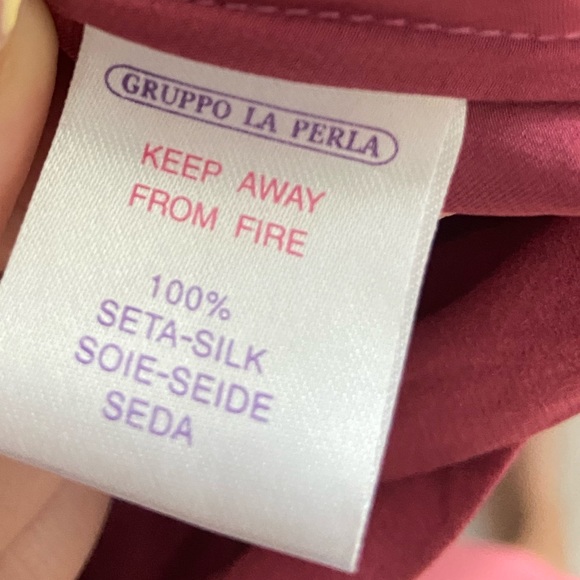 GRUPPO LA PERLA
KEEP AWAY
FROM FIRE
100%
SETA-SILK
SOIE-SEIDE
SEDA